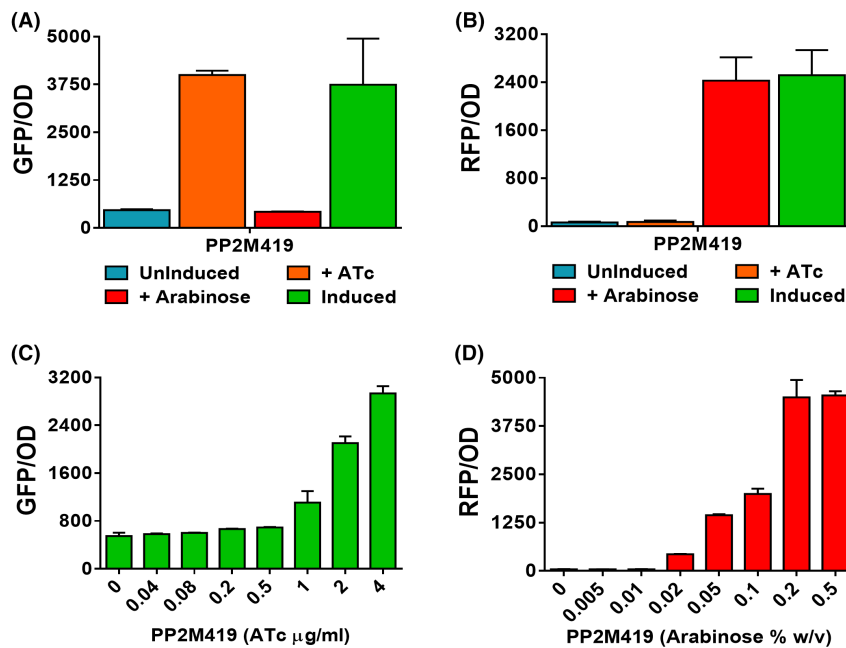 (A)
GFP/OD
5000
3750
2500
1250
0
PP2M419
UnInduced
+ ATc
+ Arabinose
Induced
(B)
RFP/OD
3200
2400
1600
800
0
PP2M419
UnInduced
+ ATc
+ Arabinose
Induced
(C)
GFP/OD
3200
2400
1600
800
0
0 0.04 0.08 0.2 0.5 1 2 4
PP2M419 (ATc μg/ml)
(D)
RFP/OD
5000
3750
2500
1250
0
0 0.005 0.01 0.02 0.05 0.1 0.2 0.5
PP2M419 (Arabinose % w/v)